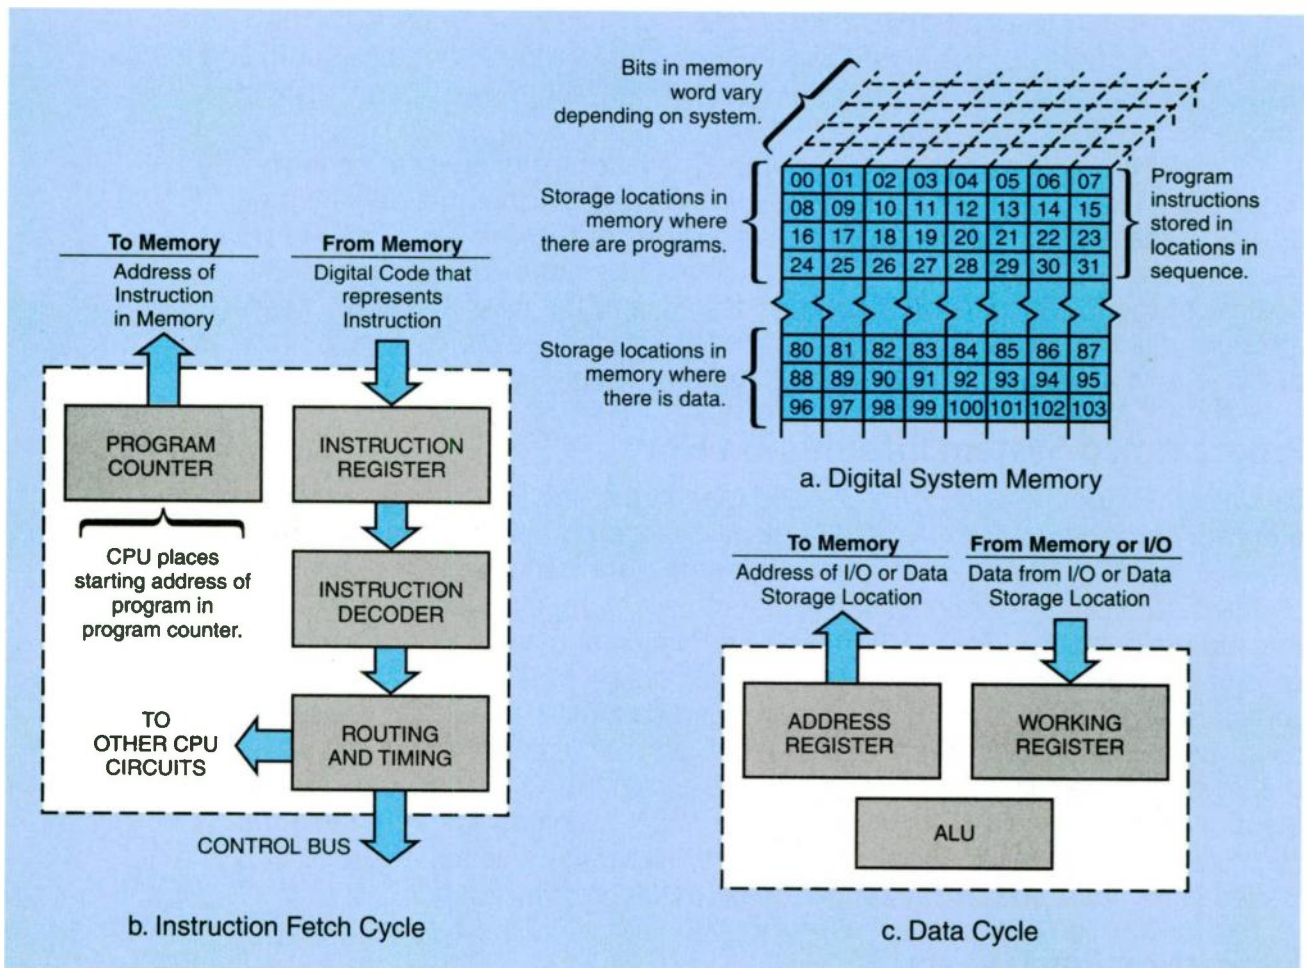 Bits in memory
word vary
depending on system.
00 01 02 03 04 05 06 07
08 09 10 11 12 13 14 15
16 17 18 19 20 21 22 23
24 25 26 27 28 29 30 31
80 81 82 83 84 85 86 87
88 89 90 91 92 93 94 95
96 97 98 99 100 101 102 103
Storage locations in
memory where
there are programs.
Program
instructions
stored in
locations in
sequence.
Storage locations in
memory where
there is data.
a. Digital System Memory
To Memory
Address of
Instruction
in Memory
From Memory
Digital Code that
represents
Instruction
PROGRAM
COUNTER
CPU places
starting address of
program in
program counter.
INSTRUCTION
REGISTER
INSTRUCTION
DECODER
ROUTING
AND TIMING
TO
OTHER CPU
CIRCUITS
CONTROL BUS
b. Instruction Fetch Cycle
To Memory
Address of I/O or Data
Storage Location
From Memory or I/O
Data from I/O or Data
Storage Location
ADDRESS
REGISTER
WORKING
REGISTER
ALU
c. Data Cycle